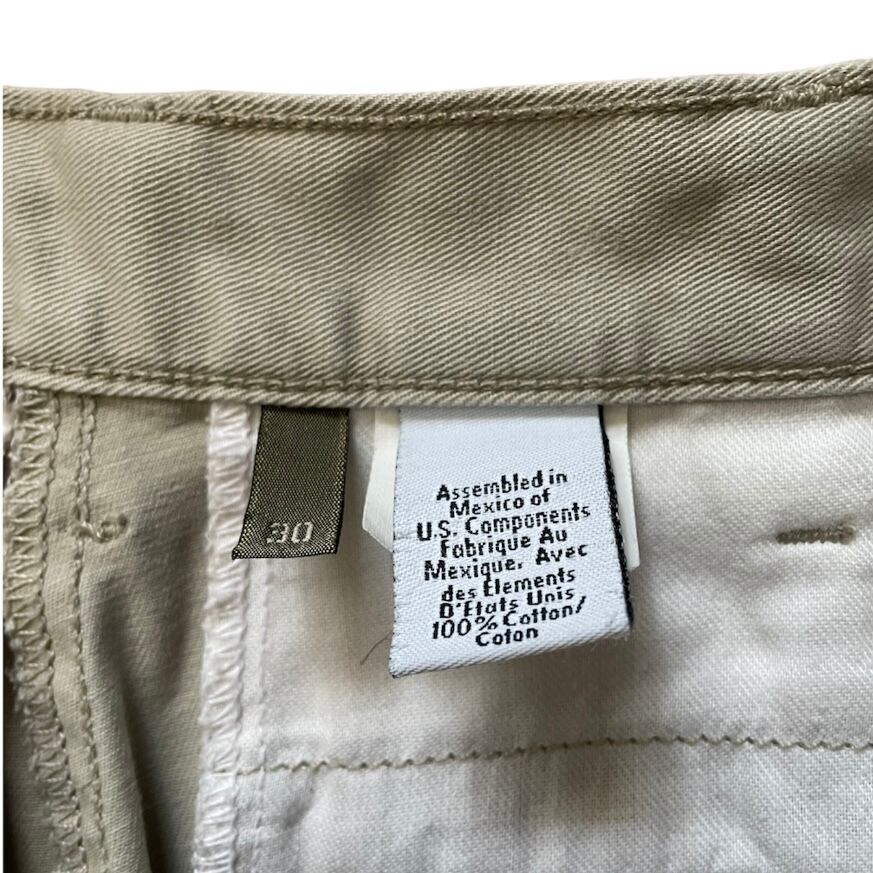 30
Assembled in
Mexico of
U.S. Components
Fabrique Au
Mexique. Avec
des Elements
D'Etats Unis
100% Cotton/
Coton